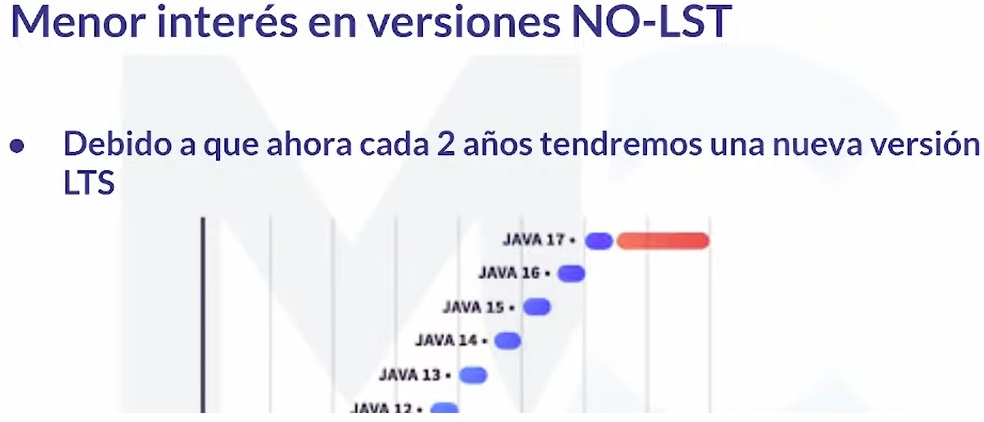 Menor interés en versiones NO-LST
• Debido a que ahora cada 2 años tendremos una nueva versión
LTS
JAVA 17 •
JAVA 16 •
JAVA 15 •
JAVA 14 •
JAVA 13 •
JAVA 12 •